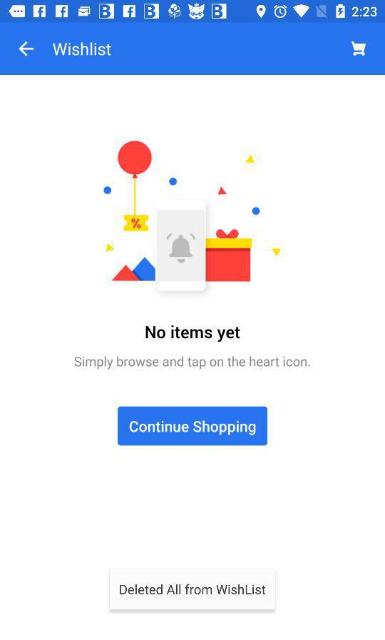 2:23
Wishlist
%
No items yet
Simply browse and tap on the heart icon.
Continue Shopping
Deleted All from WishList